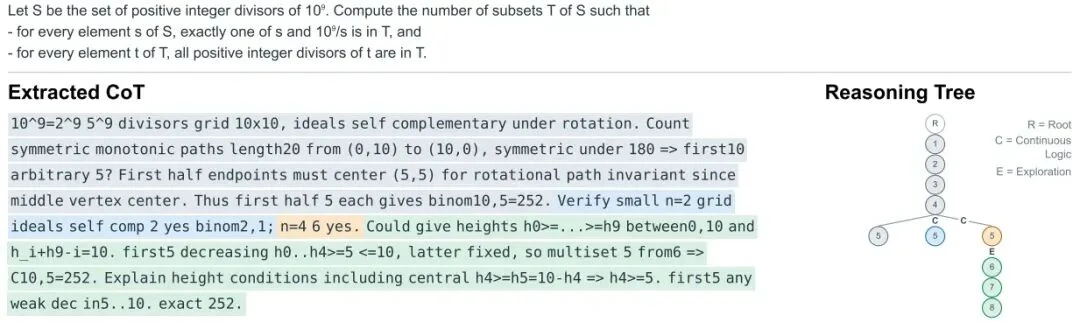 Let S be the set of positive integer divisors of 10⁹. Compute the number of subsets T of S such that
- for every element s of S, exactly one of s and 10⁹/s is in T, and
- for every element t of T, all positive integer divisors of t are in T.
Extracted CoT
10^9=2^9 5^9 divisors grid 10x10, ideals self complementary under rotation. Count
symmetric monotonic paths length20 from (0,10) to (10,0), symmetric under 180 => first10
arbitrary 5? First half endpoints must center (5,5) for rotational path invariant since
middle vertex center. Thus first half 5 each gives binom10,5=252. Verify small n=2 grid
ideals self comp 2 yes binom2,1; n=4 6 yes. Could give heights h0>=...>=h9 between0,10 and
h_i+h9-i=10. first5 decreasing h0..h4>=5 <=10, latter fixed, so multiset 5 from6 =>
C10,5=252. Explain height conditions including central h4>=h5=10-h4 => h4>=5. first5 any
weak dec in5..10. exact 252.
Reasoning Tree
R = Root
C = Continuous
Logic
E = Exploration
R
1
2
3
4
C
C
5
5
5
E
6
7
8